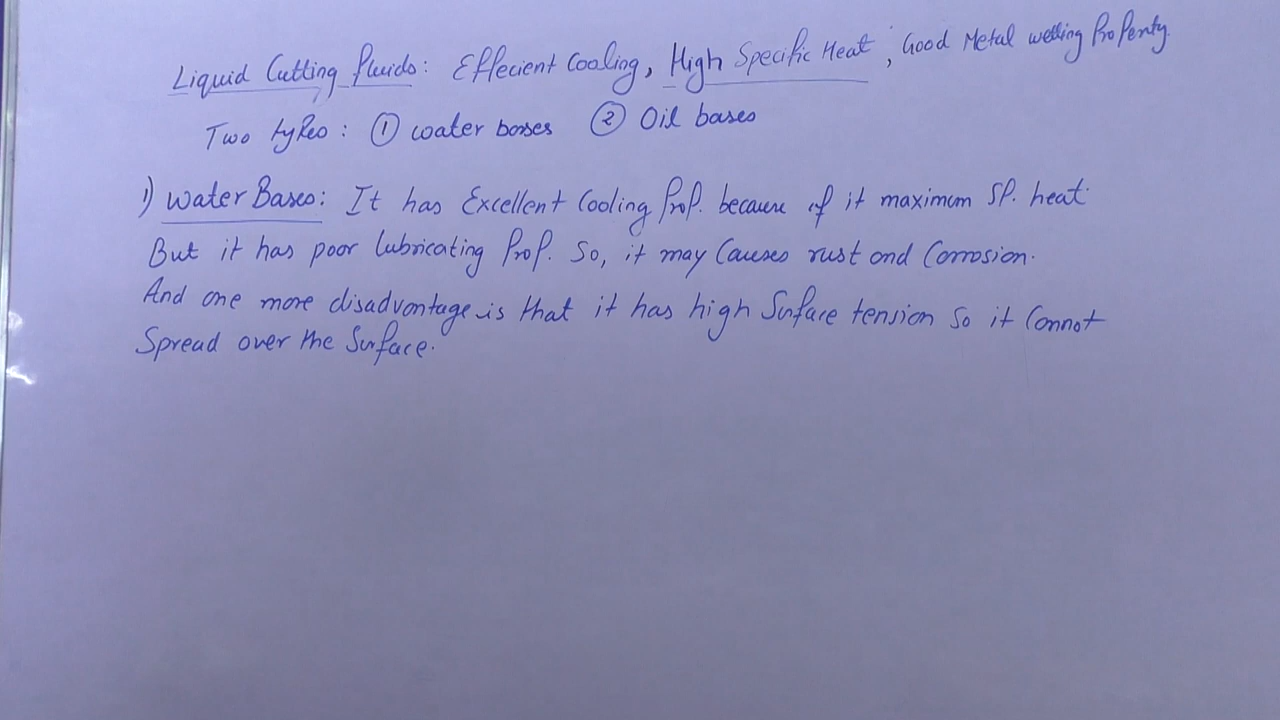 Liquid Cutting fluids: Effecient Cooling, High Specific Heat, Good Metal wetting Property.
Two types: ① water bases ② Oil bases
1) Water Bases: It has Excellent Cooling Prop. because of it maximum SP. heat.
But it has poor lubricating Prop. So, it may Causes rust and Corrosion.
And one more disadvantage is that it has high Surface tension So it Cannot
Spread over the Surface.